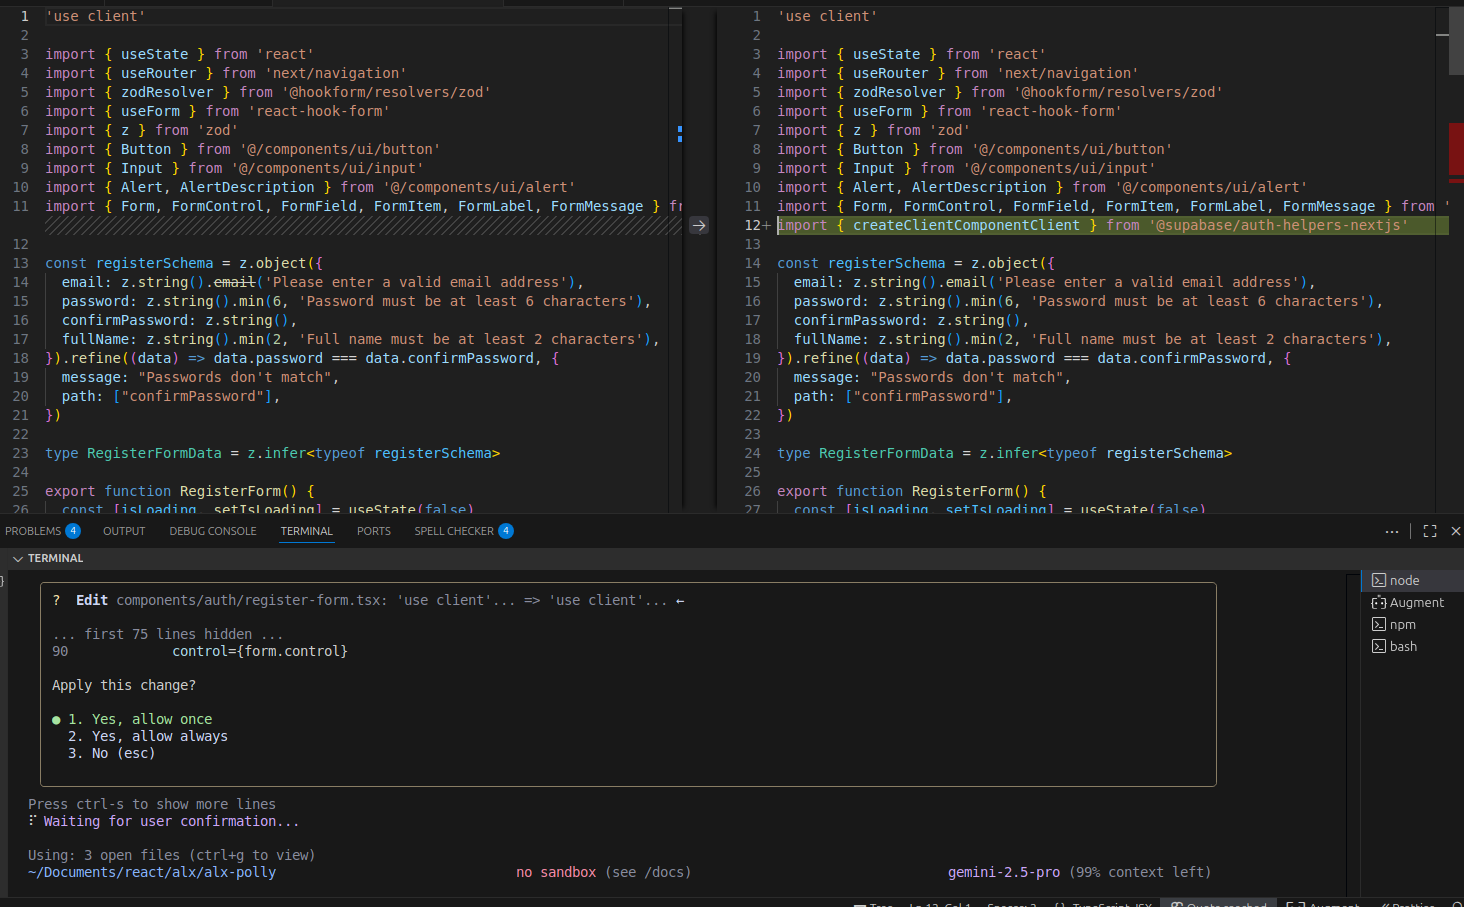 1 'use client'
2
3 import { useState } from 'react'
4 import { useRouter } from 'next/navigation'
5 import { zodResolver } from '@hookform/resolvers/zod'
6 import { useForm } from 'react-hook-form'
7 import { z } from 'zod'
8 import { Button } from '@/components/ui/button'
9 import { Input } from '@/components/ui/input'
10 import { Alert, AlertDescription } from '@/components/ui/alert'
11 import { Form, FormControl, FormField, FormItem, FormLabel, FormMessage } fr
12
13 const registerSchema = z.object({
14 email: z.string().email('Please enter a valid email address'),
15 password: z.string().min(6, 'Password must be at least 6 characters'),
16 confirmPassword: z.string(),
17 fullName: z.string().min(2, 'Full name must be at least 2 characters'),
18 }).refine((data) => data.password === data.confirmPassword, {
19 message: "Passwords don't match",
20 path: ["confirmPassword"],
21 })
22
23 type RegisterFormData = z.infer<typeof registerSchema>
24
25 export function RegisterForm() {
26 const [isLoading, setIsLoading] = useState(false)
1 'use client'
2
3 import { useState } from 'react'
4 import { useRouter } from 'next/navigation'
5 import { zodResolver } from '@hookform/resolvers/zod'
6 import { useForm } from 'react-hook-form'
7 import { z } from 'zod'
8 import { Button } from '@/components/ui/button'
9 import { Input } from '@/components/ui/input'
10 import { Alert, AlertDescription } from '@/components/ui/alert'
11 import { Form, FormControl, FormField, FormItem, FormLabel, FormMessage } from '
12+ import { createClientComponentClient } from '@supabase/auth-helpers-nextjs'
13
14 const registerSchema = z.object({
15 email: z.string().email('Please enter a valid email address'),
16 password: z.string().min(6, 'Password must be at least 6 characters'),
17 confirmPassword: z.string(),
18 fullName: z.string().min(2, 'Full name must be at least 2 characters'),
19 }).refine((data) => data.password === data.confirmPassword, {
20 message: "Passwords don't match",
21 path: ["confirmPassword"],
22 })
23
24 type RegisterFormData = z.infer<typeof registerSchema>
25
26 export function RegisterForm() {
27 const [isLoading, setIsLoading] = useState(false)
PROBLEMS 4 OUTPUT DEBUG CONSOLE TERMINAL PORTS SPELL CHECKER 4
TERMINAL
? Edit components/auth/register-form.tsx: 'use client'... => 'use client'... ←
... first 75 lines hidden ...
90 control={form.control}
Apply this change?
● 1. Yes, allow once
2. Yes, allow always
3. No (esc)
Press ctrl-s to show more lines
Waiting for user confirmation...
Using: 3 open files (ctrl+g to view)
~/Documents/react/alx/alx-polly no sandbox (see /docs) gemini-2.5-pro (99% context left)
node
Augment
npm
bash